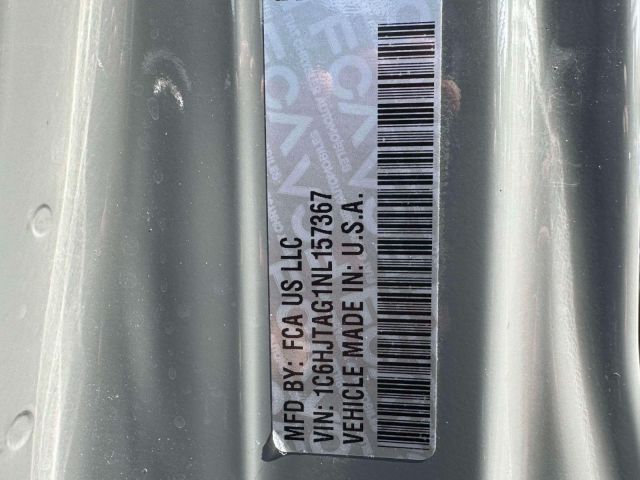 MFD BY: FCA US LLC
VIN: 1C6HJTAG1NL157367
VEHICLE MADE IN: U.S.A.